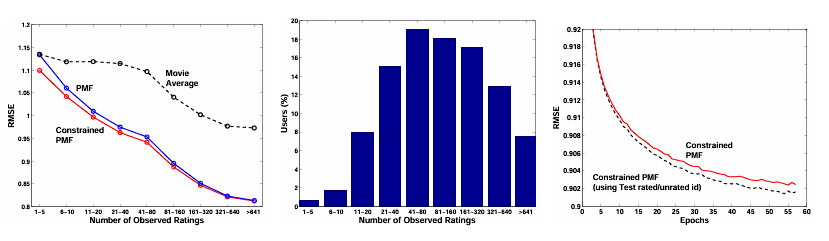 1.2
1.15
1.1
1.05
1
0.95
0.9
0.85
0.8
RMSE
Movie
Average
PMF
Constrained
PMF
1−5 6−10 11−20 21−40 41−80 81−160 161−320 321−640 >641
Number of Observed Ratings
20
18
16
14
12
10
8
6
4
2
0
Users (%)
1−5 6−10 11−20 21−40 41−80 81−160 161−320 321−640 >641
Number of Observed Ratings
0.92
0.918
0.916
0.914
0.912
0.91
0.908
0.906
0.904
0.902
0.9
RMSE
Constrained
PMF
Constrained PMF
(using Test rated/unrated id)
0 5 10 15 20 25 30 35 40 45 50 55 60
Epochs